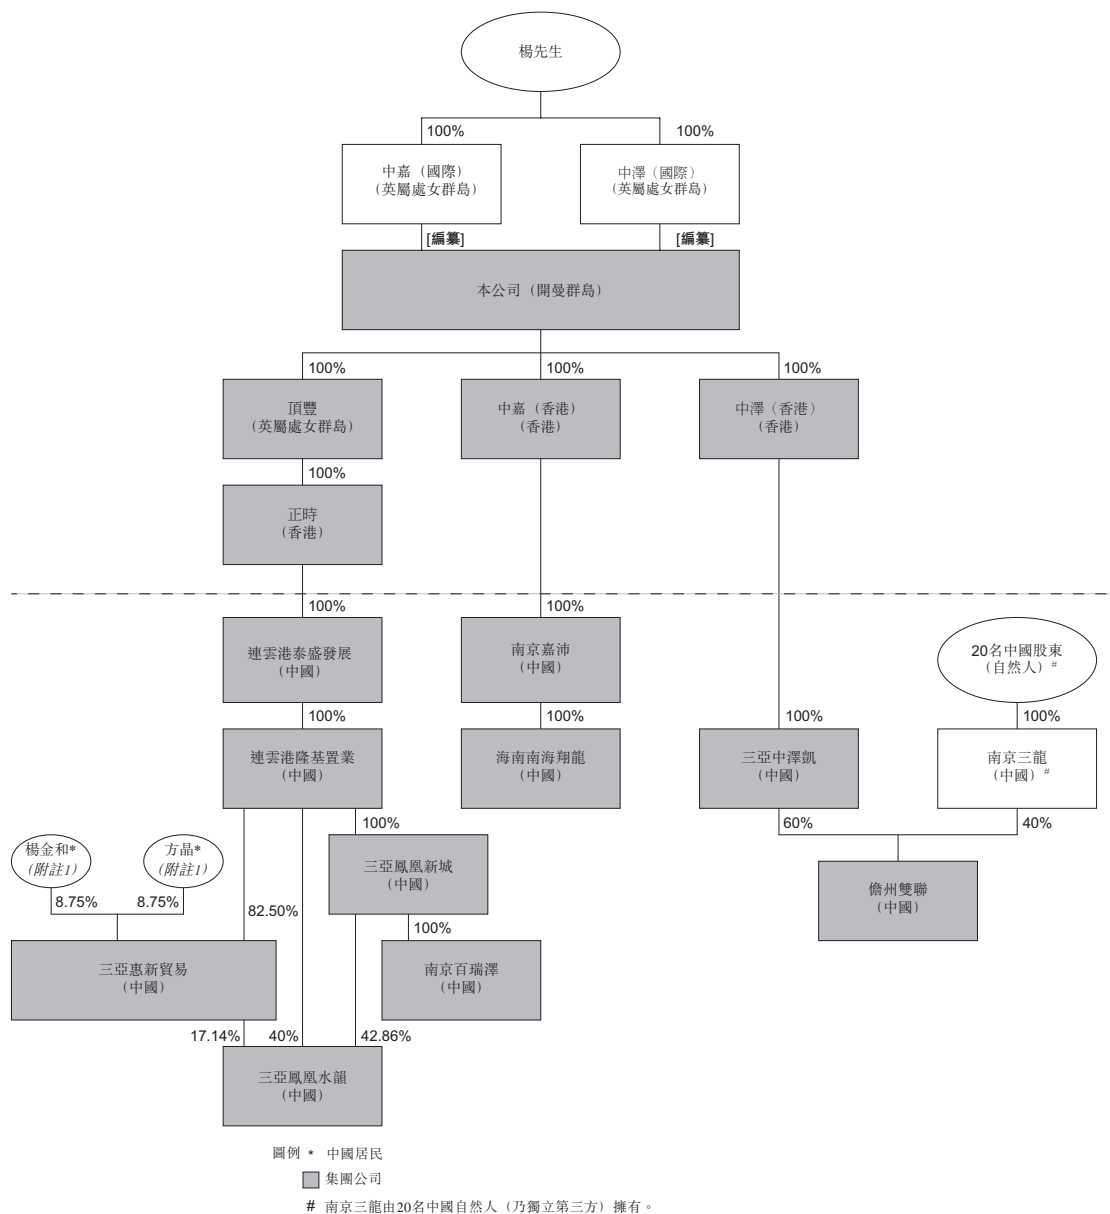 楊先生
100%
100%
中嘉（國際）
（英屬處女群島）
中澤（國際）
（英屬處女群島）
[編纂]
[編纂]
本公司（開曼群島）
100%
100%
100%
頂豐
（英屬處女群島）
中嘉（香港）
（香港）
中澤（香港）
（香港）
100%
正時
（香港）
100%
100%
連雲港泰盛發展
（中國）
南京嘉沛
（中國）
20名中國股東
（自然人）#
100%
100%
100%
100%
連雲港隆基置業
（中國）
海南南海翔龍
（中國）
三亞中澤凱
（中國）
南京三龍
（中國）#
100%
60%
40%
楊金和*
（附註1）
方晶*
（附註1）
三亞鳳凰新城
（中國）
儋州雙聯
（中國）
8.75%
8.75%
82.50%
100%
三亞惠新貿易
（中國）
南京百瑞澤
（中國）
17.14%
40%
42.86%
三亞鳳凰水韻
（中國）
圖例 * 中國居民
集團公司
# 南京三龍由20名中國自然人（乃獨立第三方）擁有。